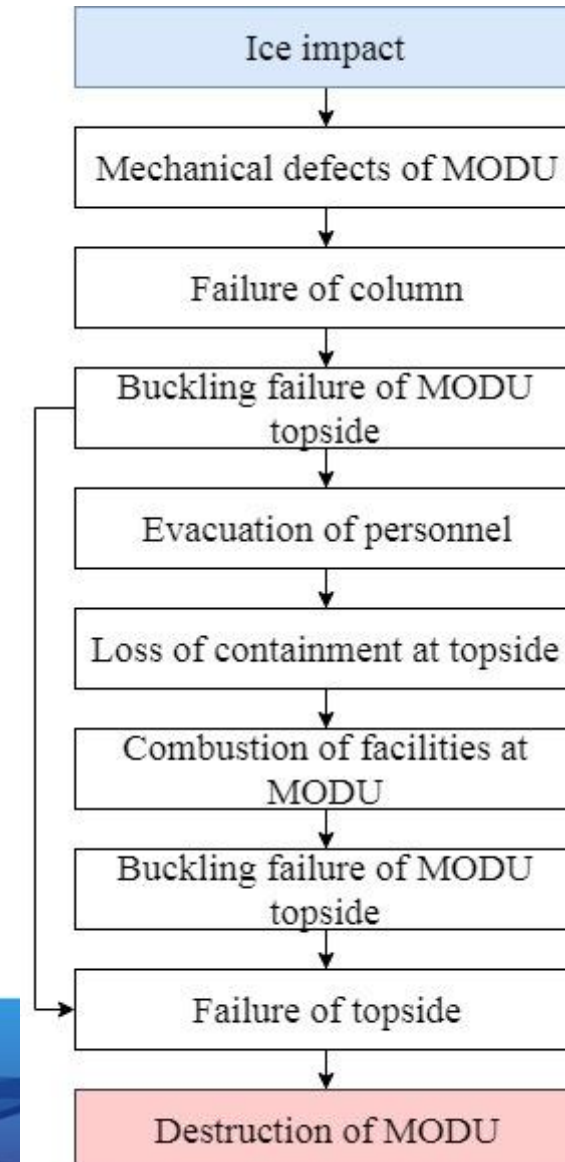 Ice impact
Mechanical defects of MODU
Failure of column
Buckling failure of MODU
topside
Evacuation of personnel
Loss of containment at topside
Combustion of facilities at
MODU
Buckling failure of MODU
topside
Failure of topside
Destruction of MODU